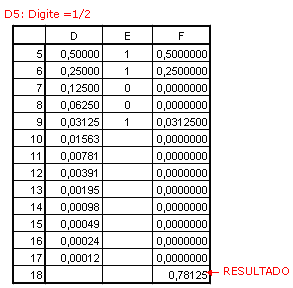 D5: Digite =1/2
D E F
5 0,50000 1 0,5000000
6 0,25000 1 0,2500000
7 0,12500 0 0,0000000
8 0,06250 0 0,0000000
9 0,03125 1 0,0312500
10 0,01563 0,0000000
11 0,00781 0,0000000
12 0,00391 0,0000000
13 0,00195 0,0000000
14 0,00098 0,0000000
15 0,00049 0,0000000
16 0,00024 0,0000000
17 0,00012 0,0000000
18 0,78125 RESULTADO